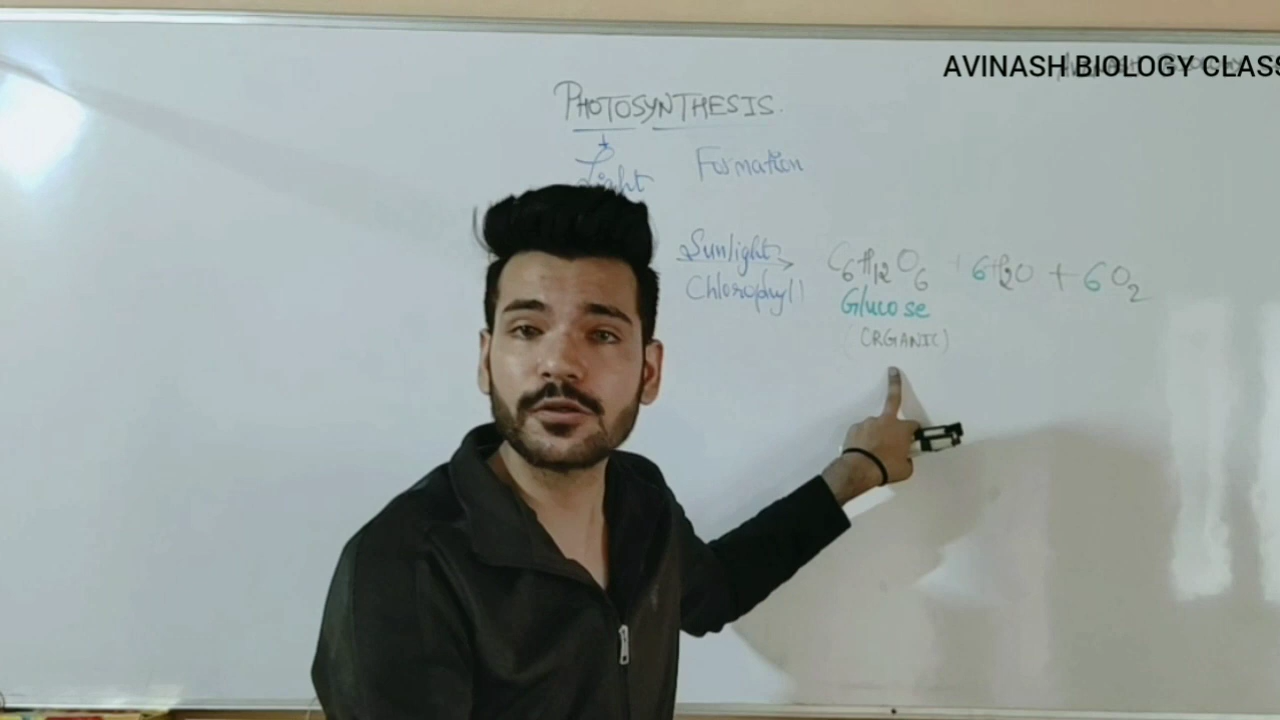 AVINASH BIOLOGY CLASS
PHOTOSYNTHESIS.
Light Formation
Sunlight
Chlorophyll
C6H12O6 + 6H2O + 6O2
Glucose
(ORGANIC)